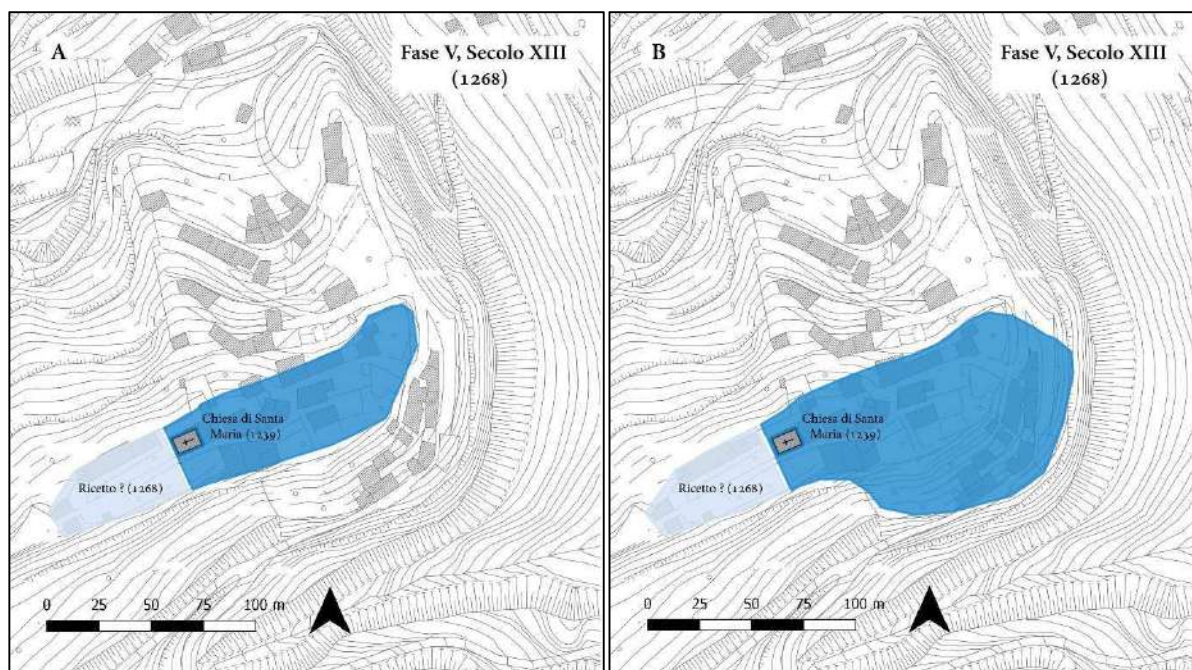 A
Fase V, Secolo XIII
(1268)
Chiesa di Santa
Maria (1239)
Ricetto ? (1268)
0 25 50 75 100 m
B
Fase V, Secolo XIII
(1268)
Chiesa di Santa
Maria (1239)
Ricetto ? (1268)
0 25 50 75 100 m